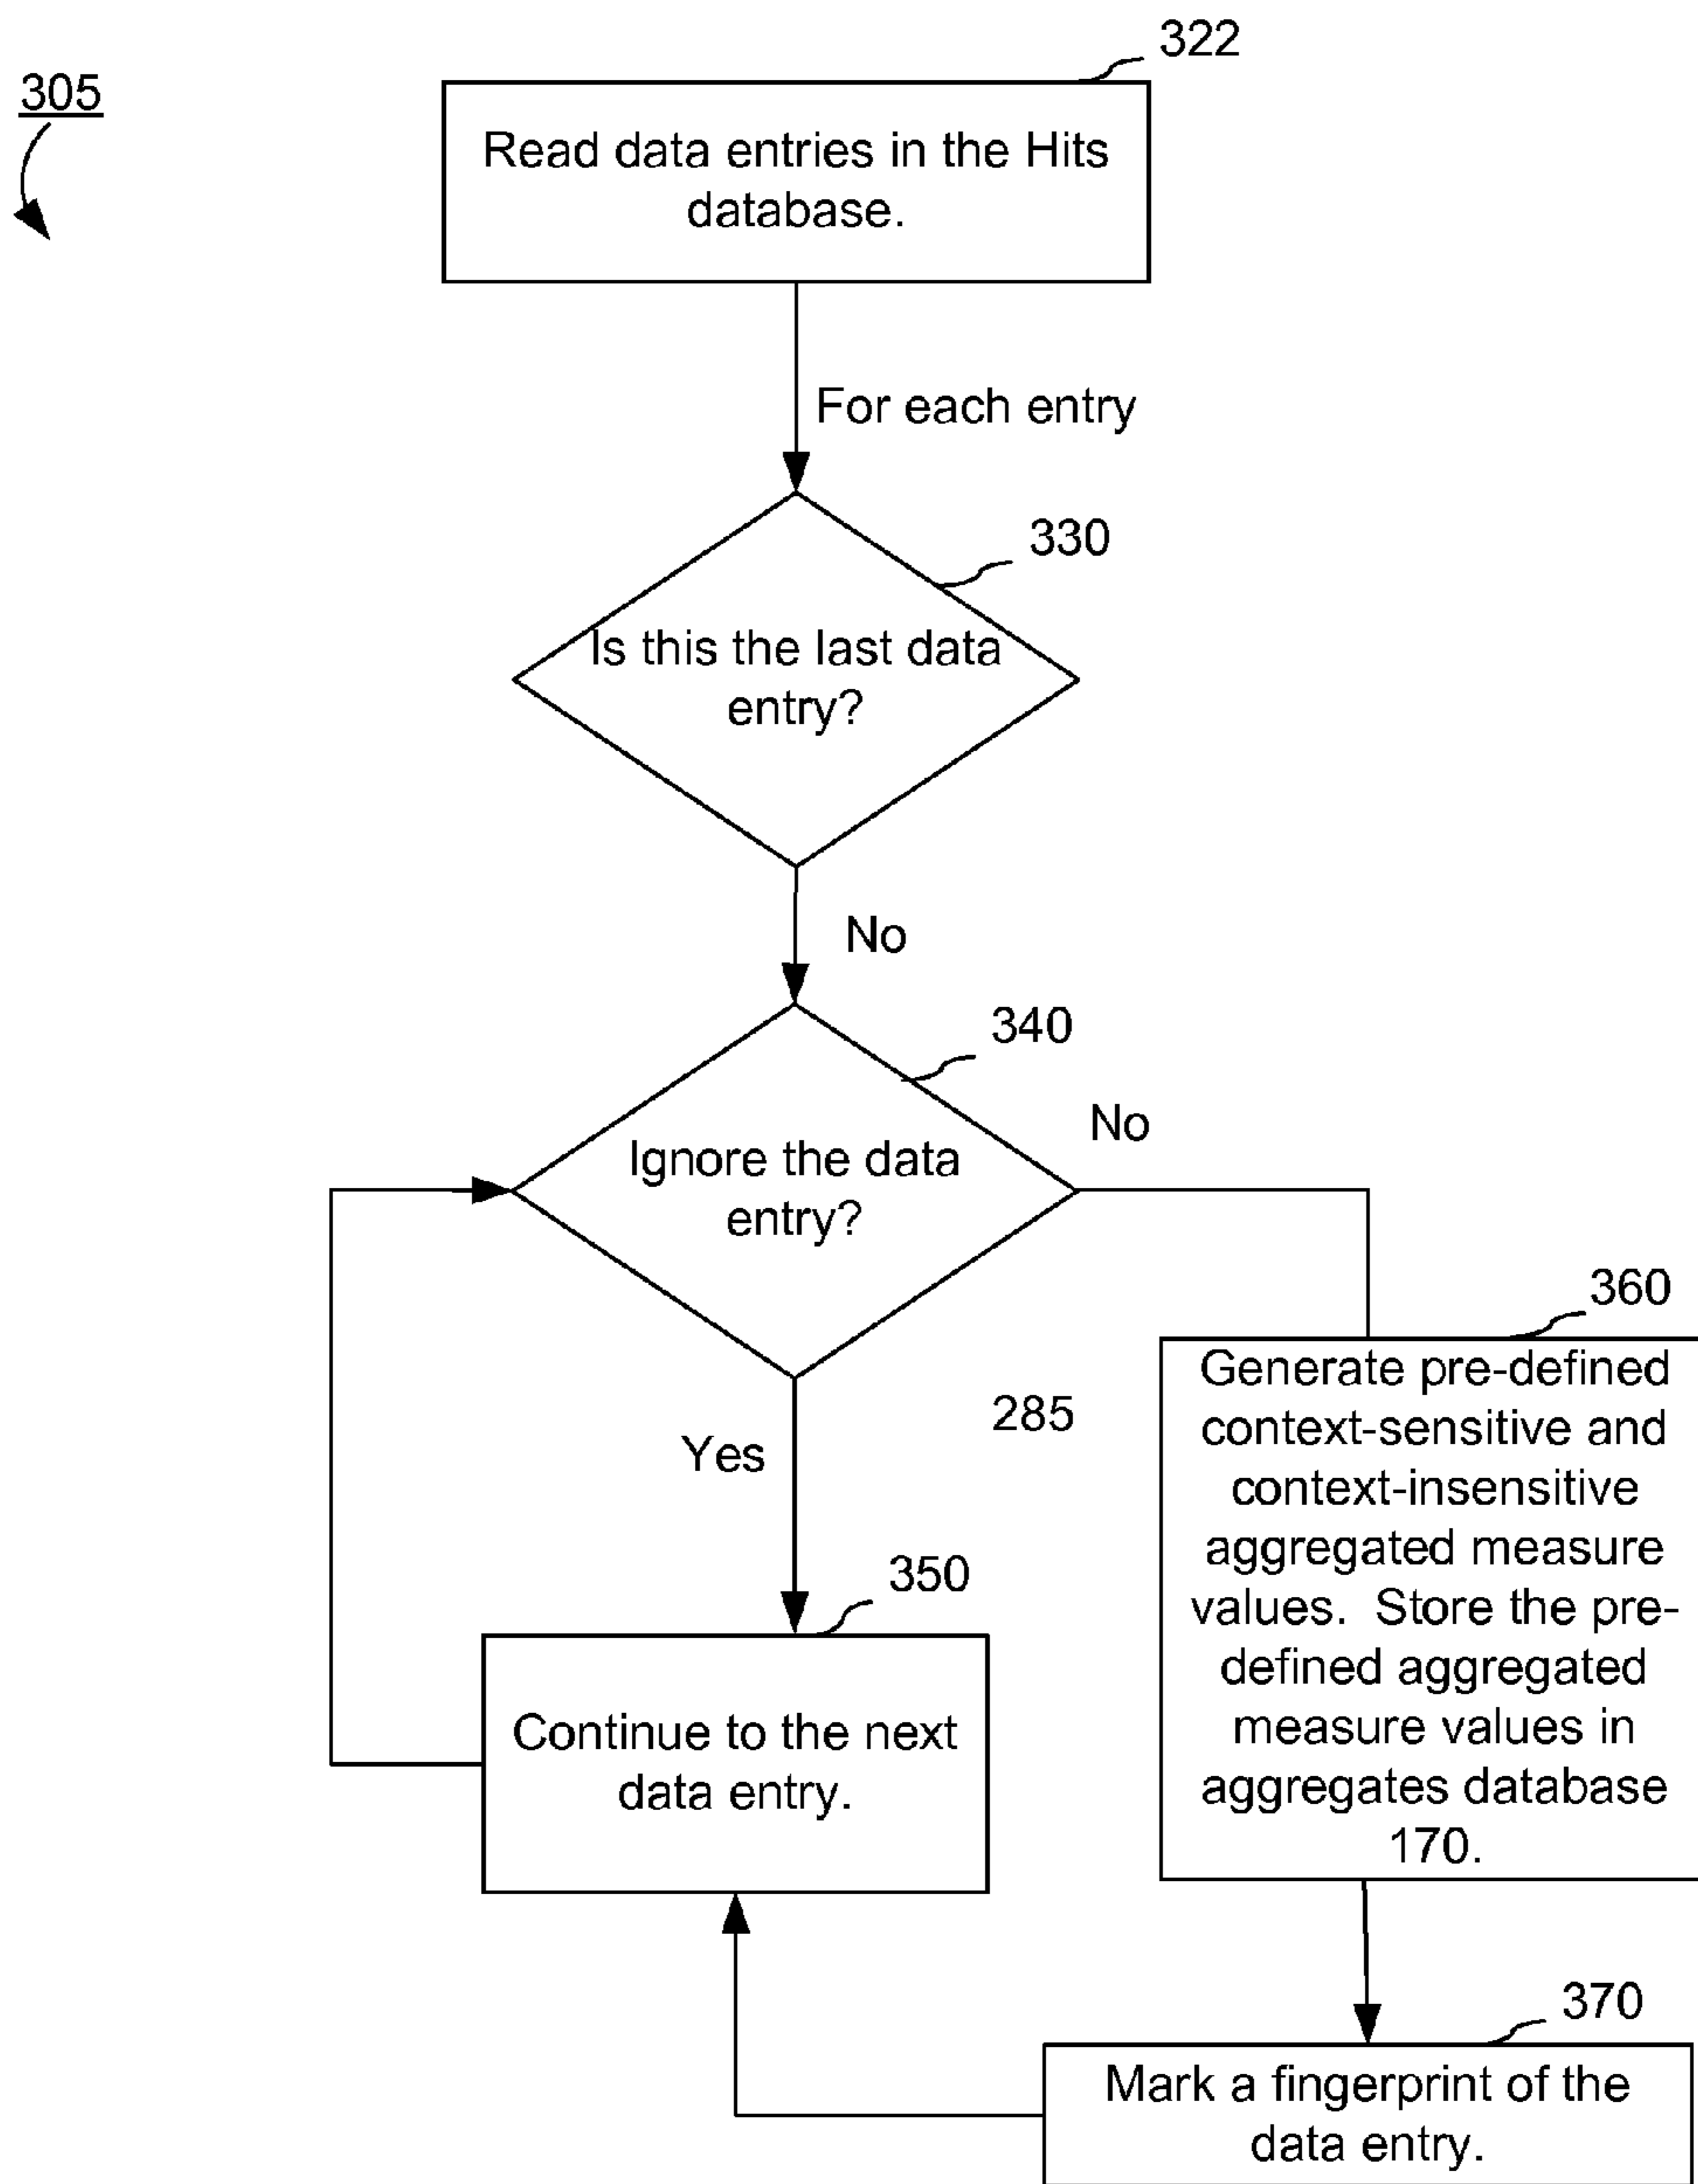 322
305
Read data entries in the Hits
database.
For each entry
330
Is this the last data
entry?
No
340
No
Ignore the data
entry?
360
Generate pre-defined
context-sensitive and
context-insensitive
aggregated measure
values. Store the pre-
defined aggregated
measure values in
aggregates database
170.
285
Yes
350
Continue to the next
data entry.
370
Mark a fingerprint of the
data entry.